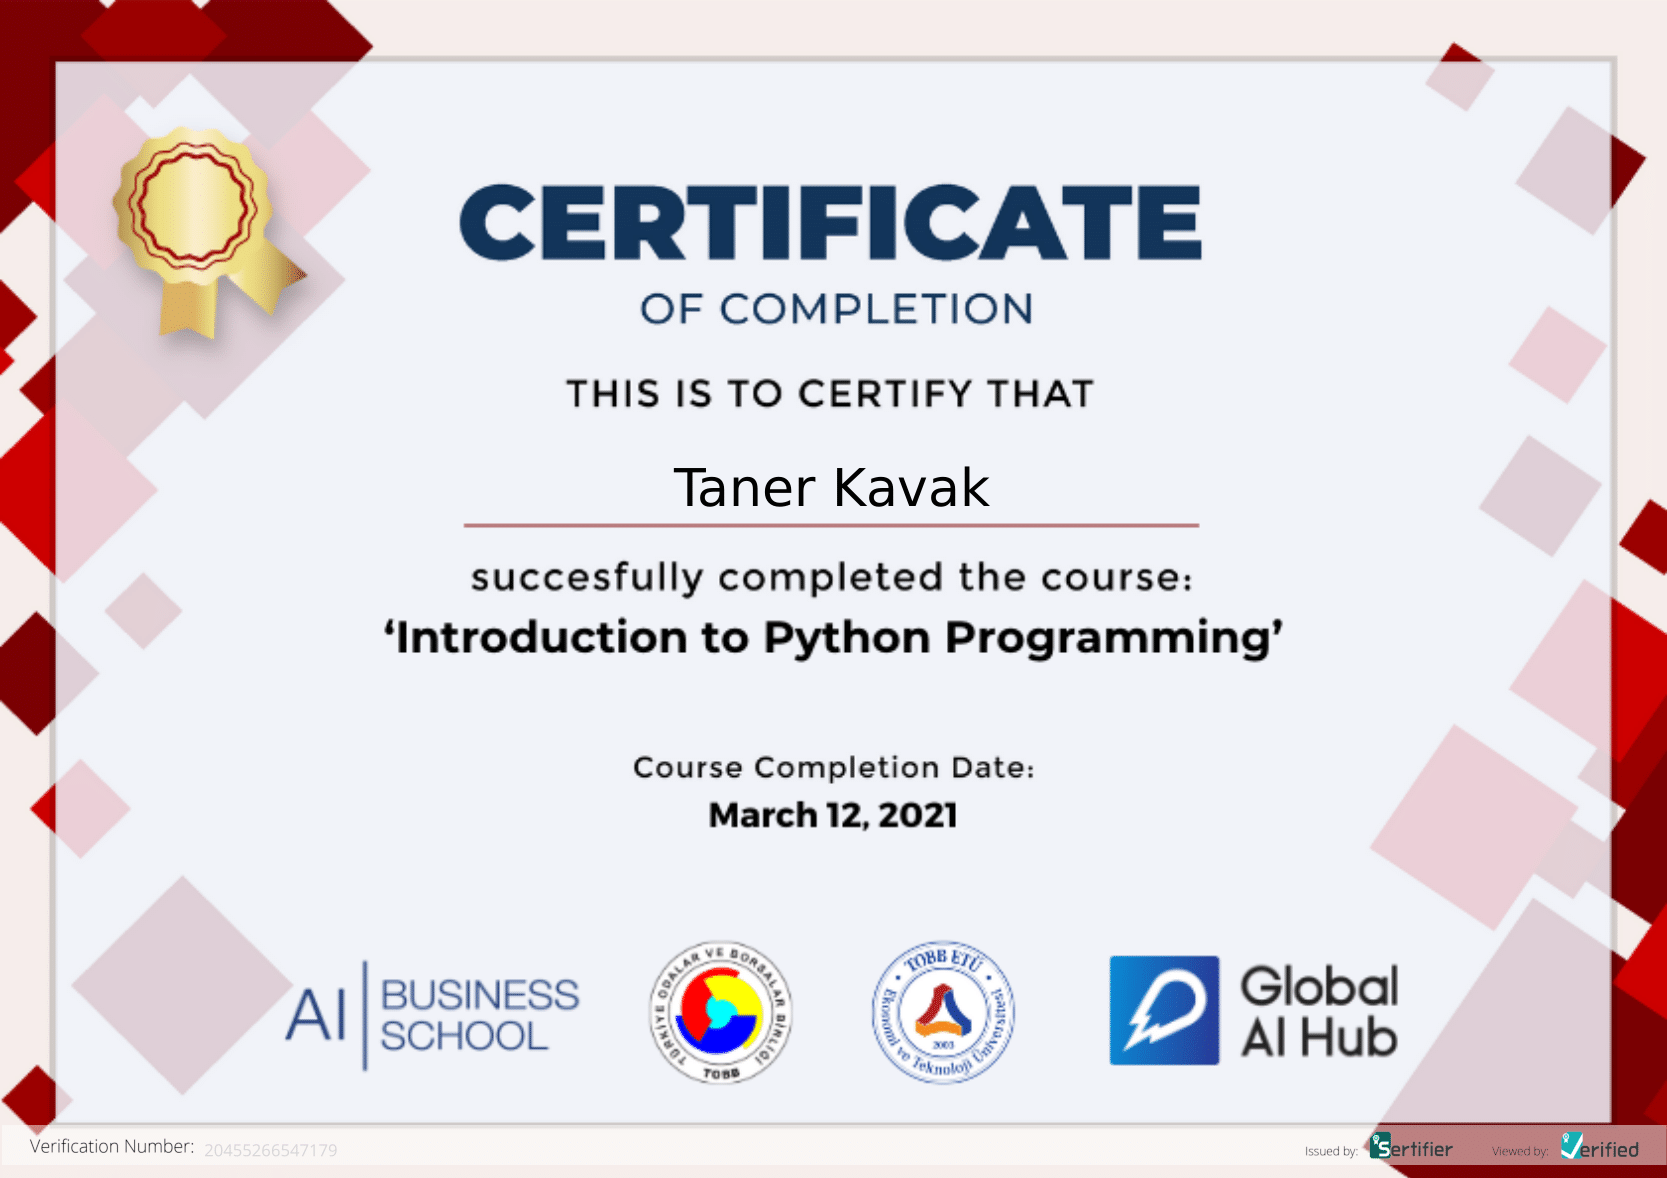 CERTIFICATE
OF COMPLETION
THIS IS TO CERTIFY THAT
Taner Kavak
succesfully completed the course:
‘Introduction to Python Programming’
Course Completion Date:
March 12, 2021
AI BUSINESS SCHOOL
TÜRKİYE ODALAR VE BORSALAR BİRLİĞİ
TOBB
TOBB ETÜ
Ekonomi ve Teknoloji Üniversitesi
2003
Global
AI Hub
Verification Number: 20455266547179
Issued by: Sertifier
Viewed by: Verified